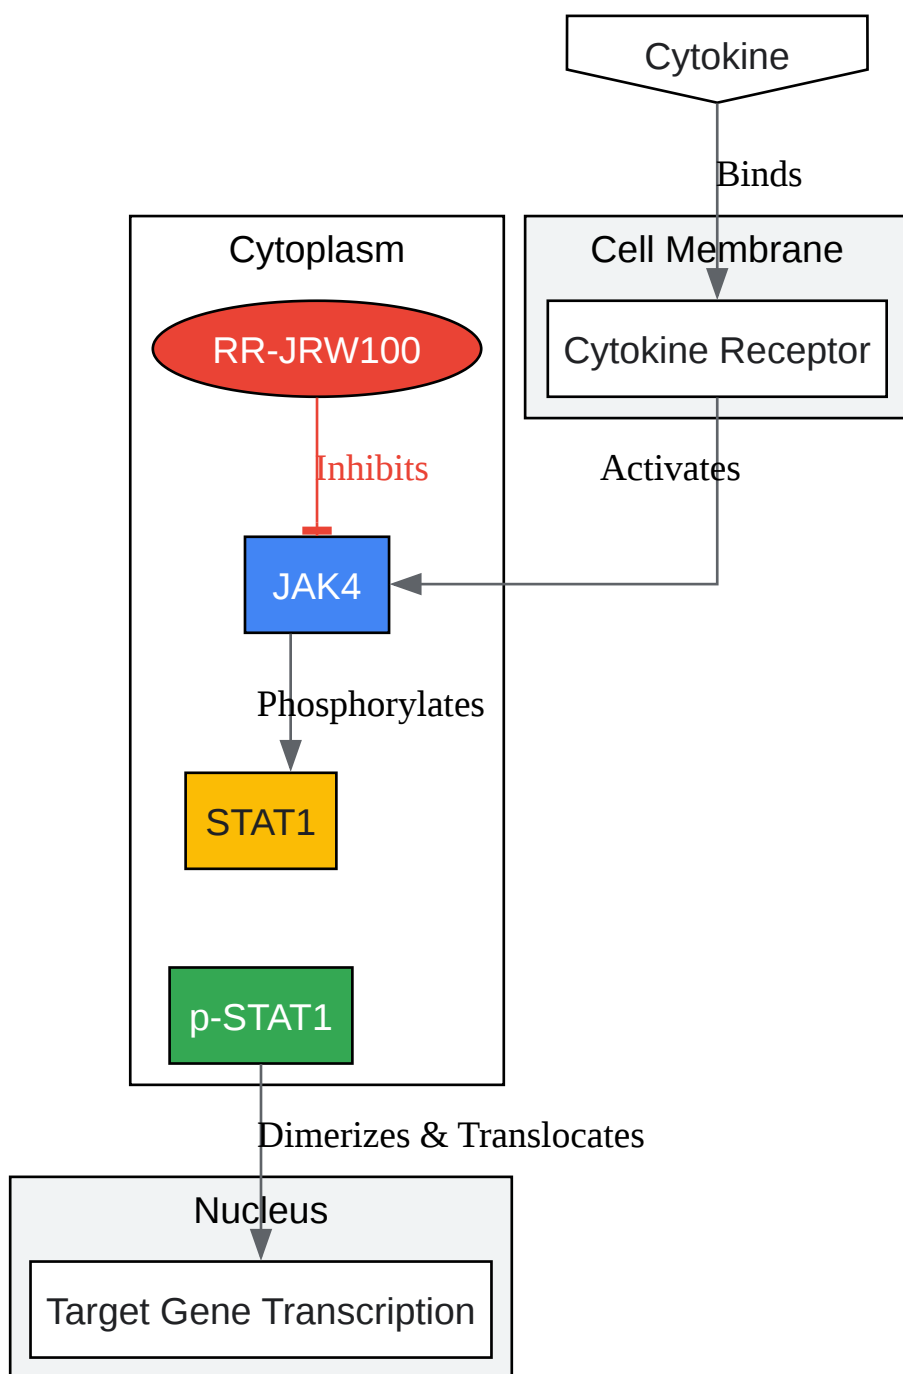 Cytokine
Binds
Cytoplasm
Cell Membrane
RR-JRW100
Cytokine Receptor
Inhibits
Activates
JAK4
Phosphorylates
STAT1
p-STAT1
Dimerizes & Translocates
Nucleus
Target Gene Transcription